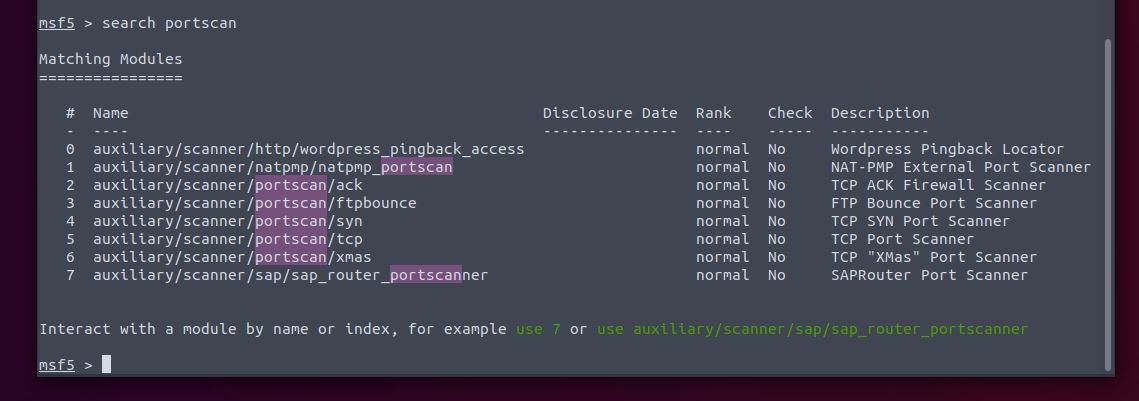 msf5 > search portscan
Matching Modules
================
#  Name                                              Disclosure Date  Rank    Check  Description
-  ----                                              ---------------  ----    -----  -----------
0  auxiliary/scanner/http/wordpress_pingback_access                   normal  No     Wordpress Pingback Locator
1  auxiliary/scanner/natpmp/natpmp_portscan                           normal  No     NAT-PMP External Port Scanner
2  auxiliary/scanner/portscan/ack                                     normal  No     TCP ACK Firewall Scanner
3  auxiliary/scanner/portscan/ftpbounce                               normal  No     FTP Bounce Port Scanner
4  auxiliary/scanner/portscan/syn                                     normal  No     TCP SYN Port Scanner
5  auxiliary/scanner/portscan/tcp                                     normal  No     TCP Port Scanner
6  auxiliary/scanner/portscan/xmas                                    normal  No     TCP "XMas" Port Scanner
7  auxiliary/scanner/sap/sap_router_portscanner                       normal  No     SAPRouter Port Scanner
Interact with a module by name or index, for example use 7 or use auxiliary/scanner/sap/sap_router_portscanner
msf5 >